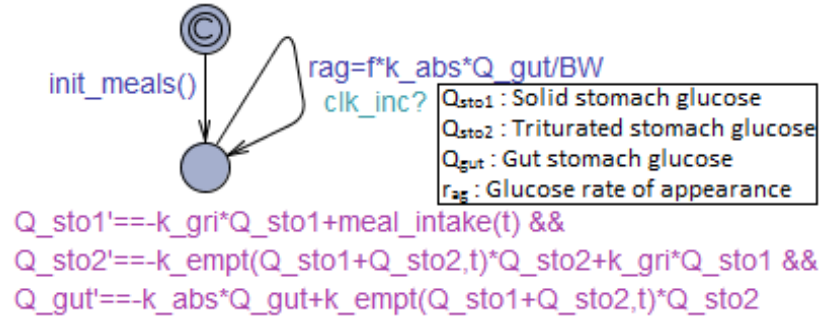 C
init_meals()
rag=f*k_abs*Q_gut/BW
clk_inc?
Qsto1 : Solid stomach glucose
Qsto2 : Triturated stomach glucose
Qgut : Gut stomach glucose
rag : Glucose rate of appearance
Q_sto1'==-k_gri*Q_sto1+meal_intake(t) &&
Q_sto2'==-k_empt(Q_sto1+Q_sto2,t)*Q_sto2+k_gri*Q_sto1 &&
Q_gut'==-k_abs*Q_gut+k_empt(Q_sto1+Q_sto2,t)*Q_sto2